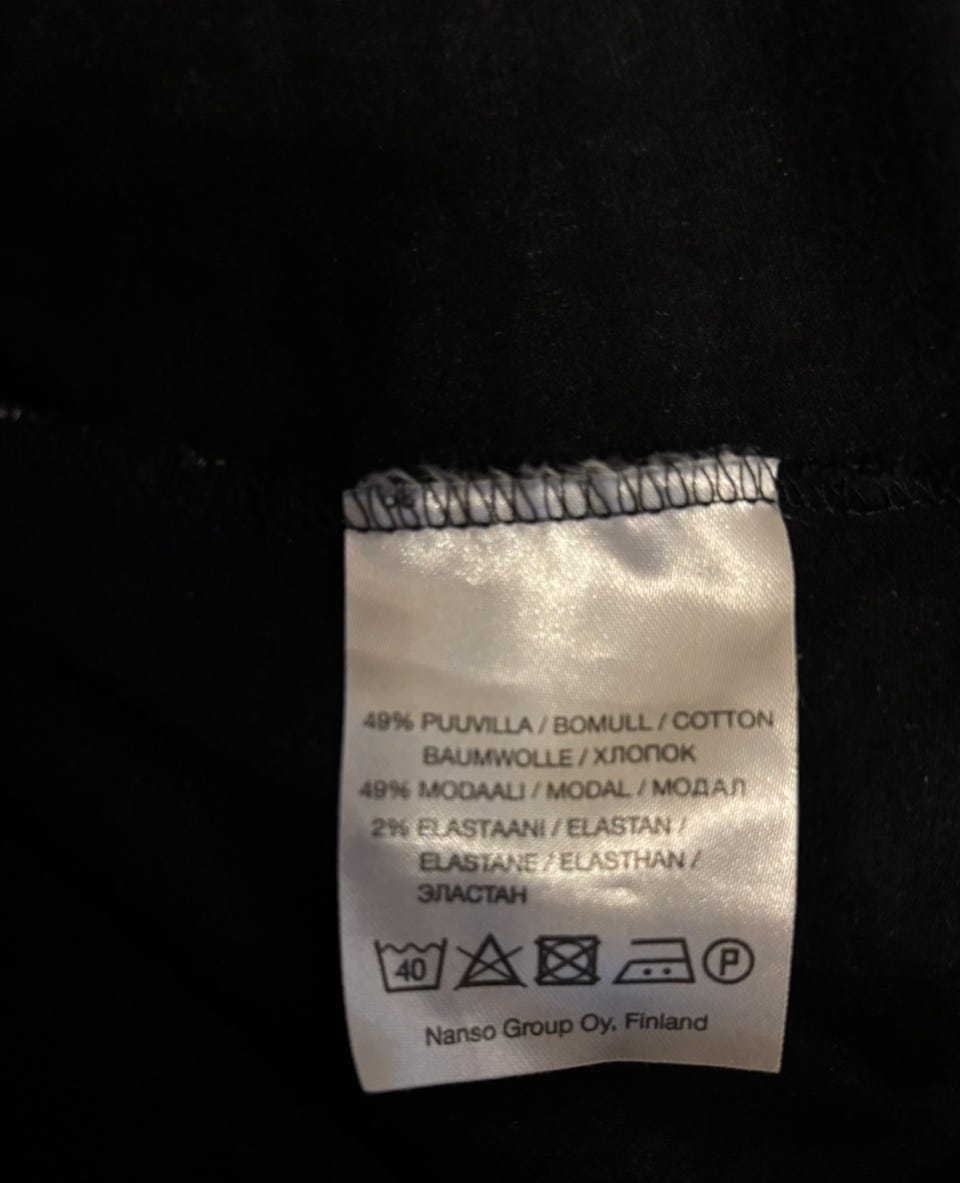 49% PUUVILLA / BOMULL / COTTON
BAUMWOLLE / ХЛОПОК
49% MODAALI / MODAL / МОДАЛ
2% ELASTAANI / ELASTAN /
ELASTANE / ELASTHAN /
ЭЛАСТАН
40 P
Nanso Group Oy, Finland